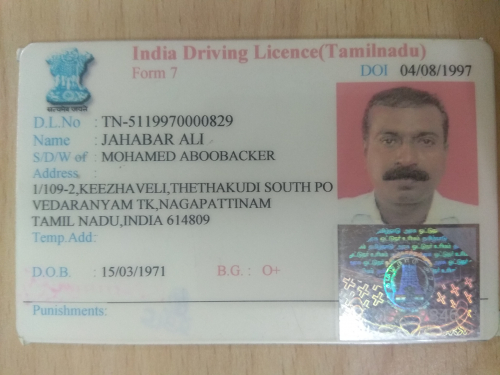 India Driving Licence(Tamilnadu)
Form 7
DOI 04/08/1997
D.L.No : TN-5119970000829
Name : JAHABAR ALI
S/D/W of : MOHAMED ABOOBACKER
Address :
1/109-2,KEEZHAVELI,THETHAKUDI SOUTH PO
VEDARANYAM TK,NAGAPATTINAM
TAMIL NADU,INDIA 614809
Temp.Add:
D.O.B. : 15/03/1971 B.G. : O+
Punishments: